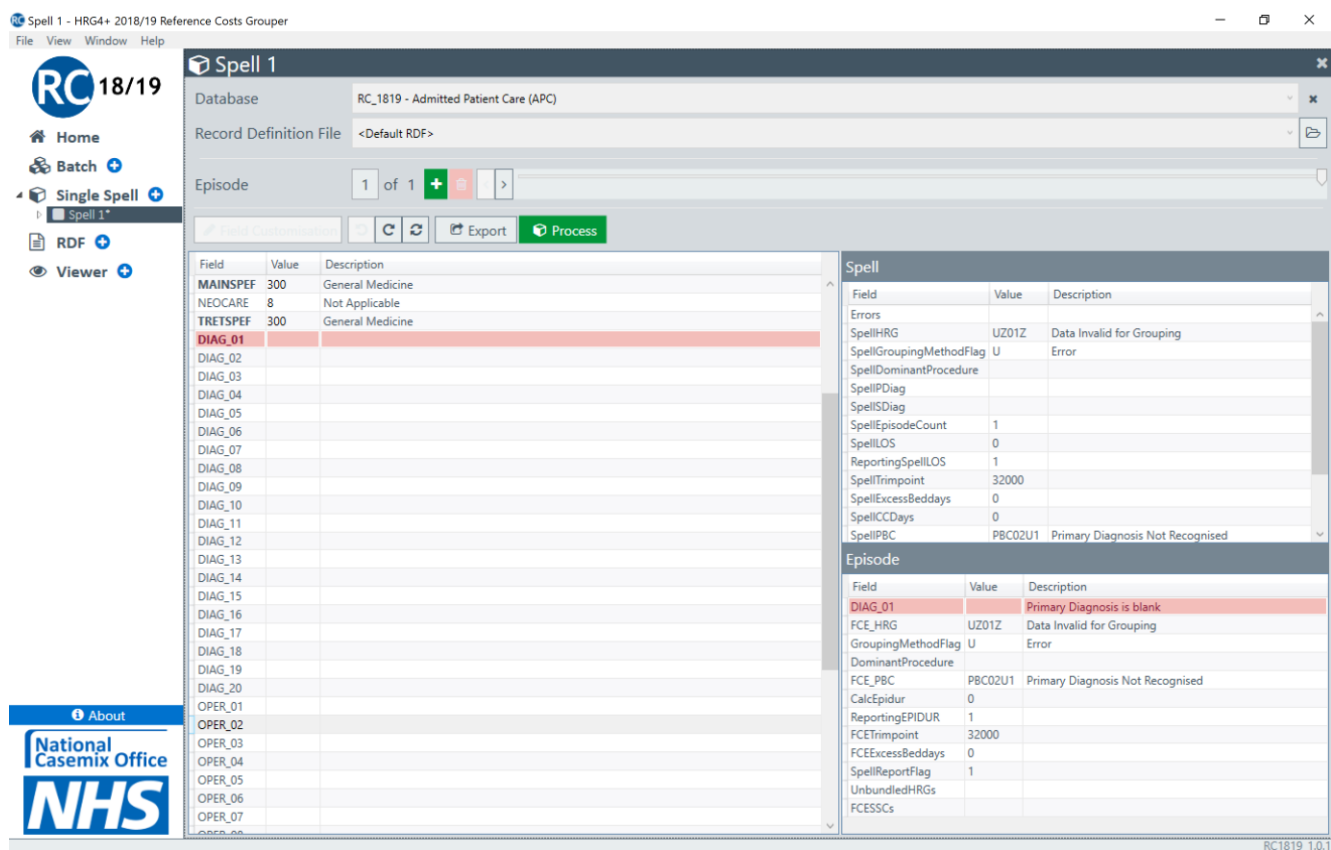 Spell 1 - HRG4+ 2018/19 Reference Costs Grouper
File View Window Help
RC 18/19
Home
Batch
Single Spell
Spell 1*
RDF
Viewer
About
National
Casemix Office
NHS
Spell 1
Database RC_1819 - Admitted Patient Care (APC)
Record Definition File <Default RDF>
Episode 1 of 1
Field Customisation Export Process
Field Value Description
MAINSPEF 300 General Medicine
NEOCARE 8 Not Applicable
TRETSPEF 300 General Medicine
DIAG_01
DIAG_02
DIAG_03
DIAG_04
DIAG_05
DIAG_06
DIAG_07
DIAG_08
DIAG_09
DIAG_10
DIAG_11
DIAG_12
DIAG_13
DIAG_14
DIAG_15
DIAG_16
DIAG_17
DIAG_18
DIAG_19
DIAG_20
OPER_01
OPER_02
OPER_03
OPER_04
OPER_05
OPER_06
OPER_07
Spell
Field Value Description
Errors
SpellHRG UZ01Z Data Invalid for Grouping
SpellGroupingMethodFlag U Error
SpellDominantProcedure
SpellPDiag
SpellSDiag
SpellEpisodeCount 1
SpellLOS 0
ReportingSpellLOS 1
SpellTrimpoint 32000
SpellExcessBeddays 0
SpellCCDays 0
SpellPBC PBC02U1 Primary Diagnosis Not Recognised
Episode
Field Value Description
DIAG_01 Primary Diagnosis is blank
FCE_HRG UZ01Z Data Invalid for Grouping
GroupingMethodFlag U Error
DominantProcedure
FCE_PBC PBC02U1 Primary Diagnosis Not Recognised
CalcEpidur 0
ReportingEPIDUR 1
FCETrimpoint 32000
FCEExcessBeddays 0
SpellReportFlag 1
UnbundledHRGs
FCESSCs
RC1819_1.0.1